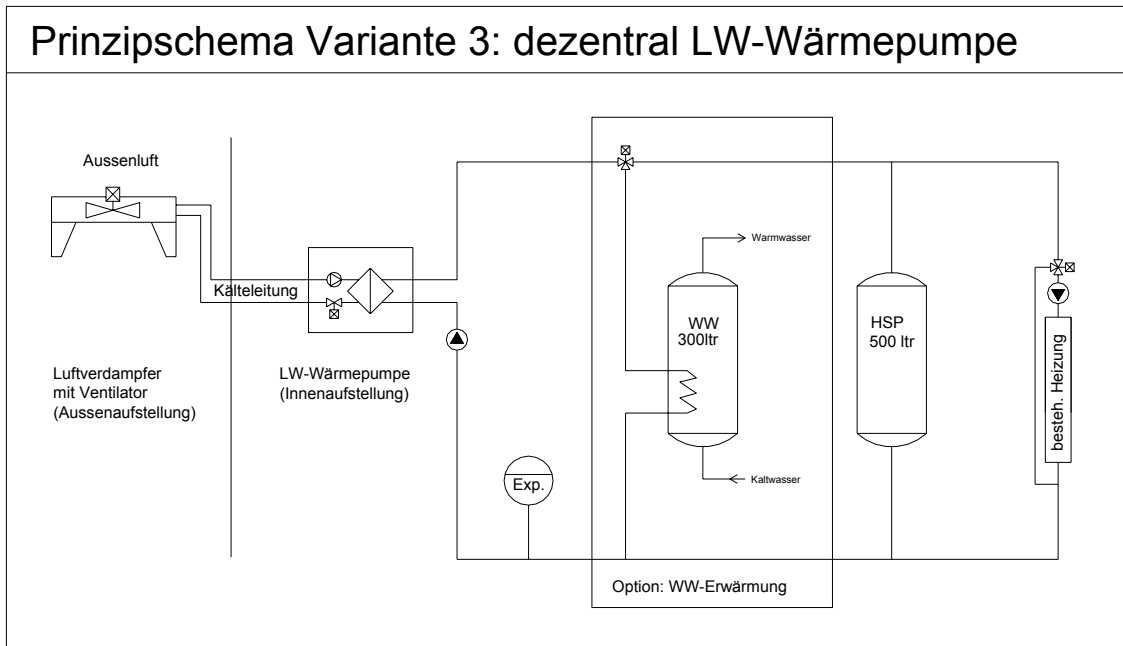 Prinzipschema Variante 3: dezentral LW-Wärmepumpe
Aussenluft
Warmwasser
Kälteleitung
WW
300ltr
HSP
500 ltr
besteh. Heizung
Luftverdampfer
mit Ventilator
(Aussenaufstellung)
LW-Wärmepumpe
(Innenaufstellung)
Exp.
Kaltwasser
Option: WW-Erwärmung